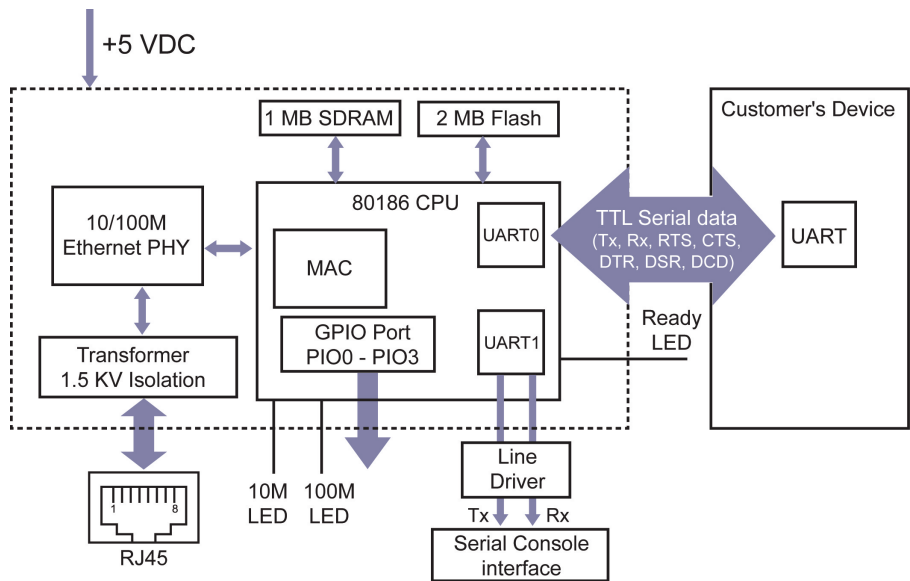 +5 VDC
1 MB SDRAM
2 MB Flash
Customer's Device
80186 CPU
10/100M
Ethernet PHY
UART0
TTL Serial data
(Tx, Rx, RTS, CTS,
DTR, DSR, DCD)
UART
MAC
Transformer
1.5 KV Isolation
GPIO Port
PIO0 - PIO3
UART1
Ready
LED
1
8
RJ45
10M
LED
100M
LED
Line
Driver
Tx
Rx
Serial Console
interface